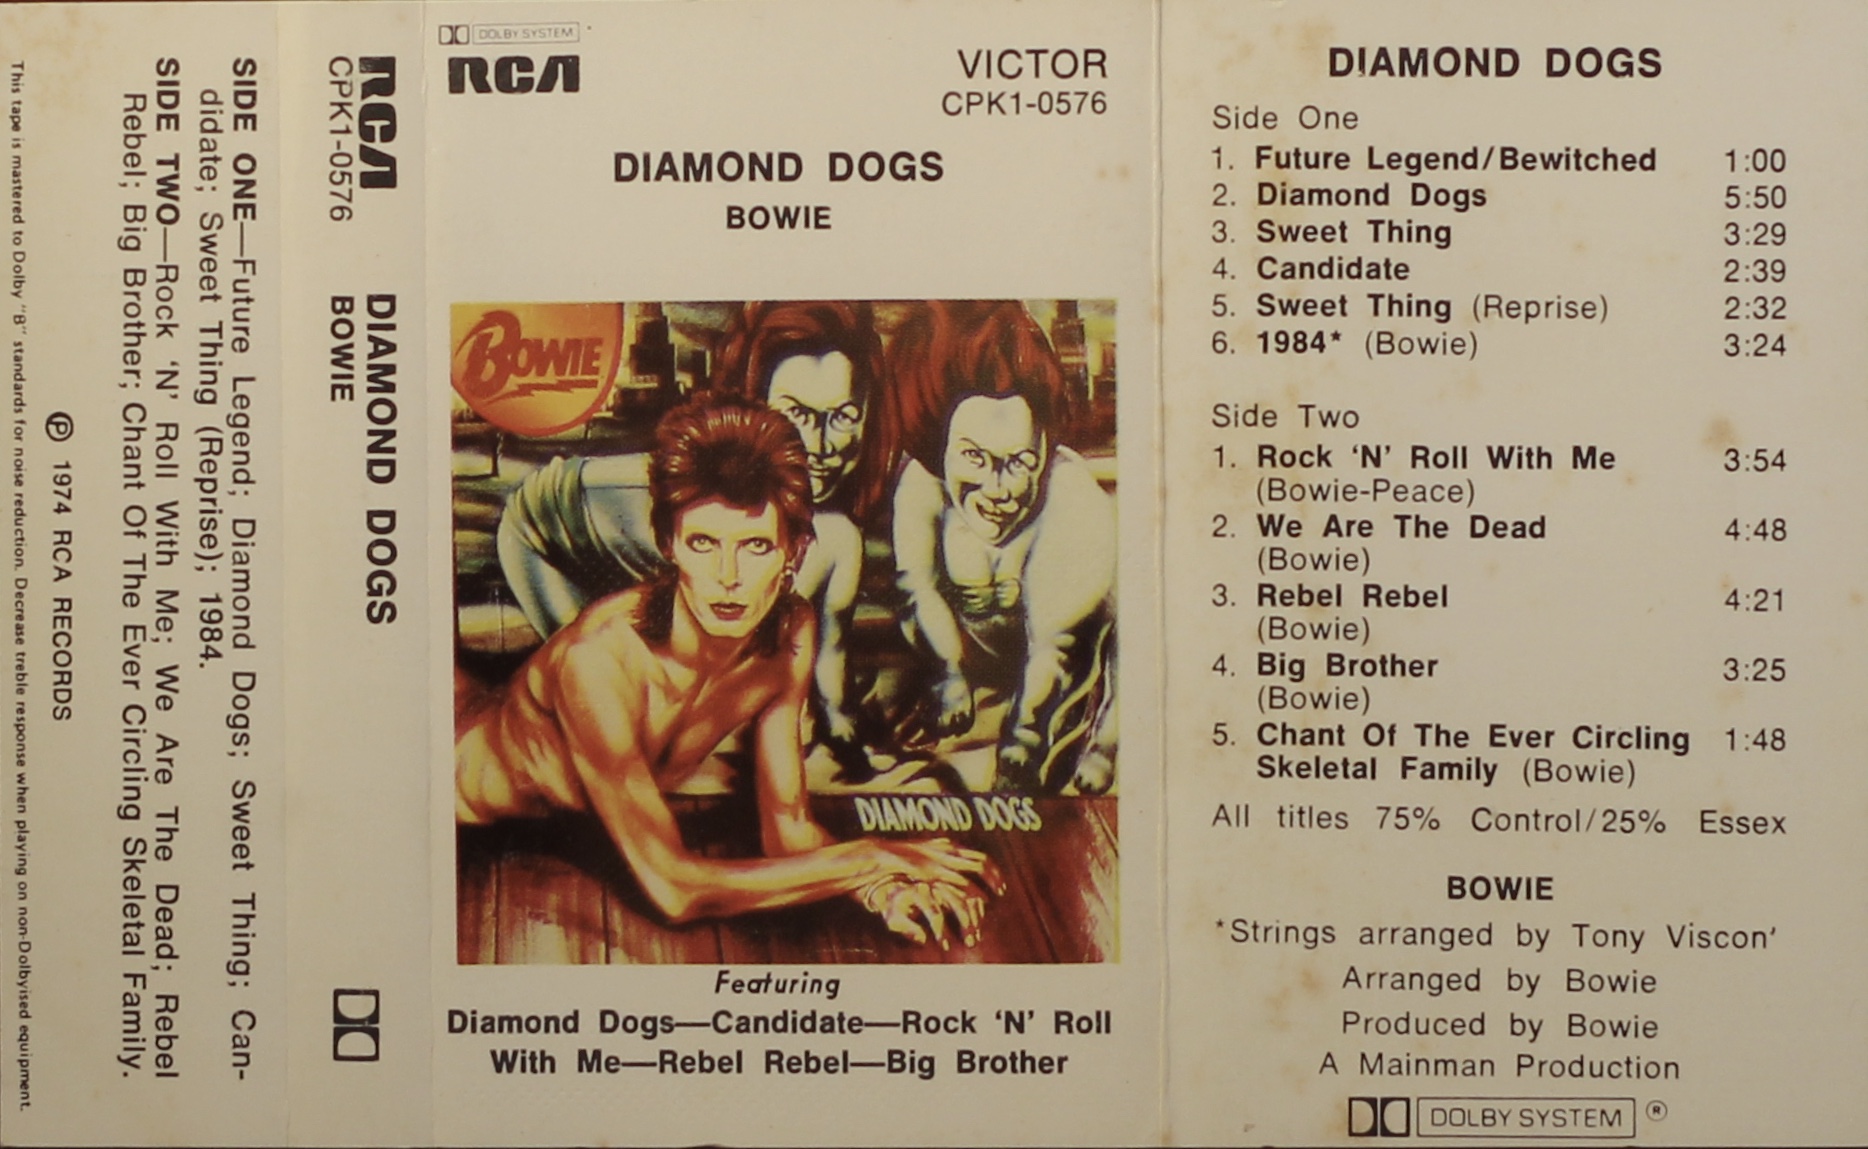 This tape is mastered to Dolby "B" standards for noise reduction. Decrease treble response when playing on non-Dolbyised equipment.
Ⓟ 1974 RCA RECORDS
SIDE ONE—Future Legend; Diamond Dogs; Sweet Thing; Can-
didate; Sweet Thing (Reprise); 1984.
SIDE TWO—Rock 'N' Roll With Me; We Are The Dead; Rebel
Rebel; Big Brother; Chant Of The Ever Circling Skeletal Family.
RCA DIAMOND DOGS
CPK1-0576 BOWIE
DOLBY SYSTEM
RCA
VICTOR
CPK1-0576
DIAMOND DOGS
BOWIE
BOWIE
DIAMOND DOGS
Featuring
Diamond Dogs—Candidate—Rock 'N' Roll
With Me—Rebel Rebel—Big Brother
DIAMOND DOGS
Side One
1. Future Legend/Bewitched 1:00
2. Diamond Dogs 5:50
3. Sweet Thing 3:29
4. Candidate 2:39
5. Sweet Thing (Reprise) 2:32
6. 1984* (Bowie) 3:24
Side Two
1. Rock 'N' Roll With Me 3:54
(Bowie-Peace)
2. We Are The Dead 4:48
(Bowie)
3. Rebel Rebel 4:21
(Bowie)
4. Big Brother 3:25
(Bowie)
5. Chant Of The Ever Circling 1:48
Skeletal Family (Bowie)
All titles 75% Control/25% Essex
BOWIE
*Strings arranged by Tony Viscon'
Arranged by Bowie
Produced by Bowie
A Mainman Production
DOLBY SYSTEM ®